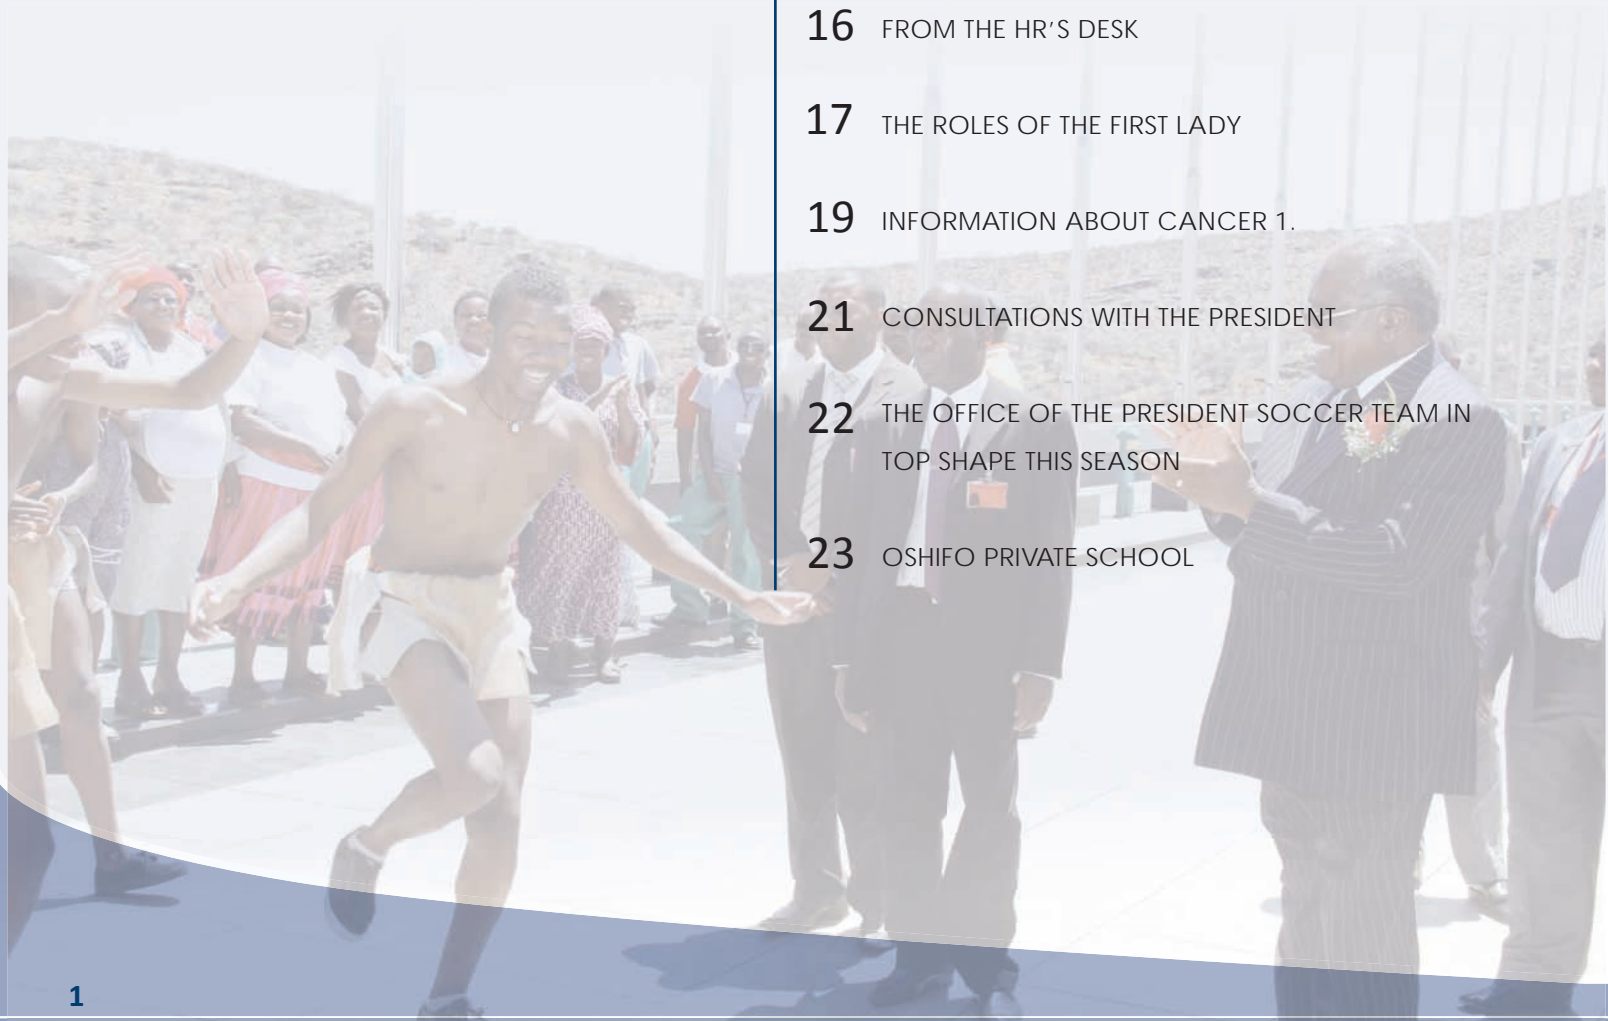 16 FROM THE HR'S DESK
17 THE ROLES OF THE FIRST LADY
19 INFORMATION ABOUT CANCER 1.
21 CONSULTATIONS WITH THE PRESIDENT
22 THE OFFICE OF THE PRESIDENT SOCCER TEAM IN
TOP SHAPE THIS SEASON
23 OSHIFO PRIVATE SCHOOL
1